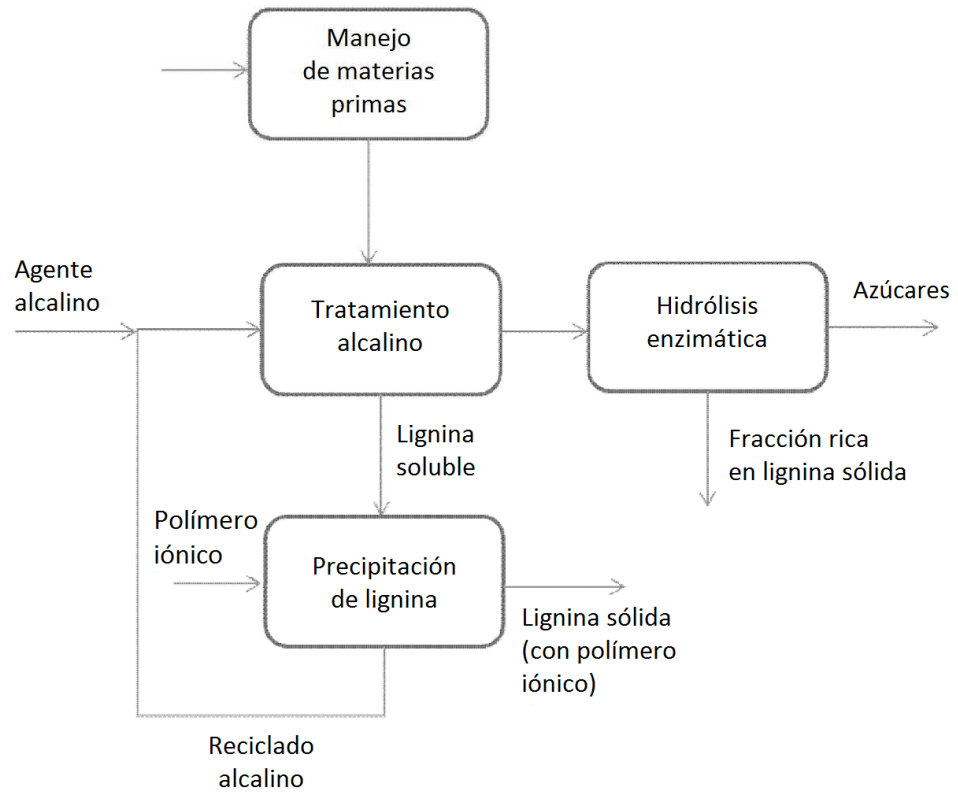 Manejo
de materias
primas
Agente
alcalino
Tratamiento
alcalino
Hidrólisis
enzimática
Azúcares
Lignina
soluble
Fracción rica
en lignina sólida
Polímero
iónico
Precipitación
de lignina
Lignina sólida
(con polímero
iónico)
Reciclado
alcalino